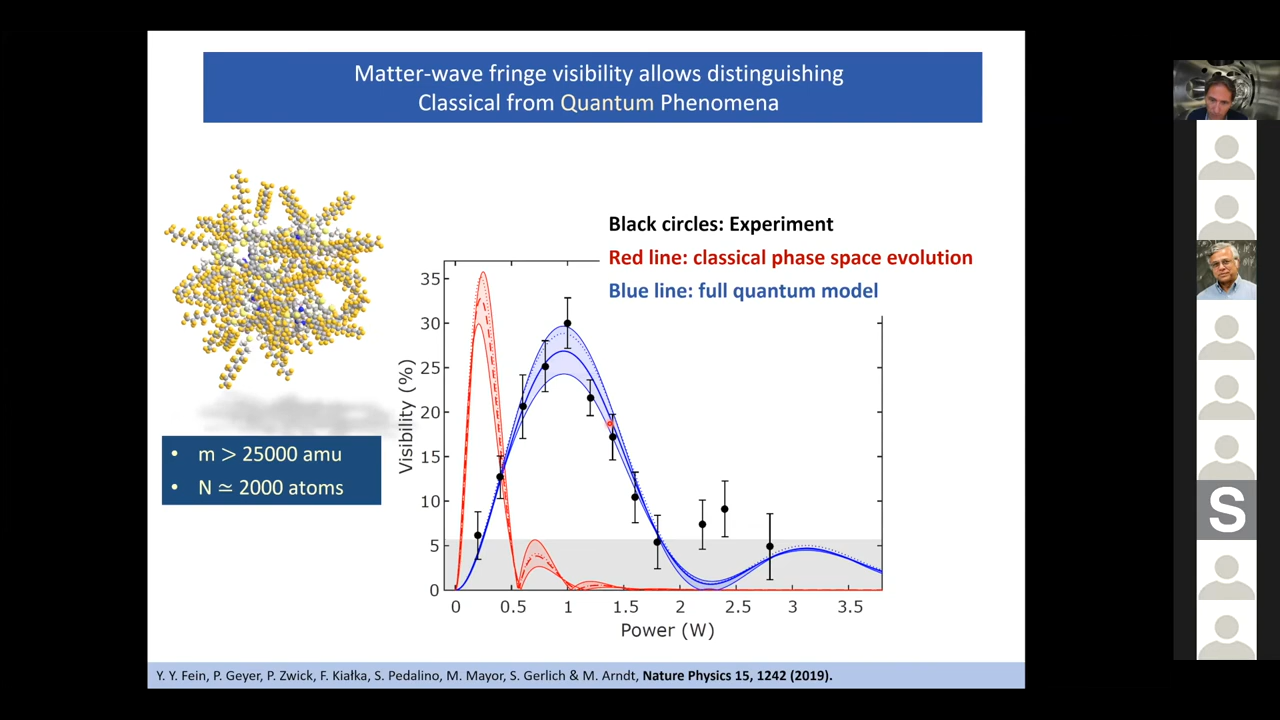 Matter-wave fringe visibility allows distinguishing
Classical from Quantum Phenomena
Black circles: Experiment
Red line: classical phase space evolution
Blue line: full quantum model
• m > 25000 amu
• N ≃ 2000 atoms
Visibility (%)
35
30
25
20
15
10
5
0
0 0.5 1 1.5 2 2.5 3 3.5
Power (W)
S
Y. Y. Fein, P. Geyer, P. Zwick, F. Kiałka, S. Pedalino, M. Mayor, S. Gerlich & M. Arndt, Nature Physics 15, 1242 (2019).